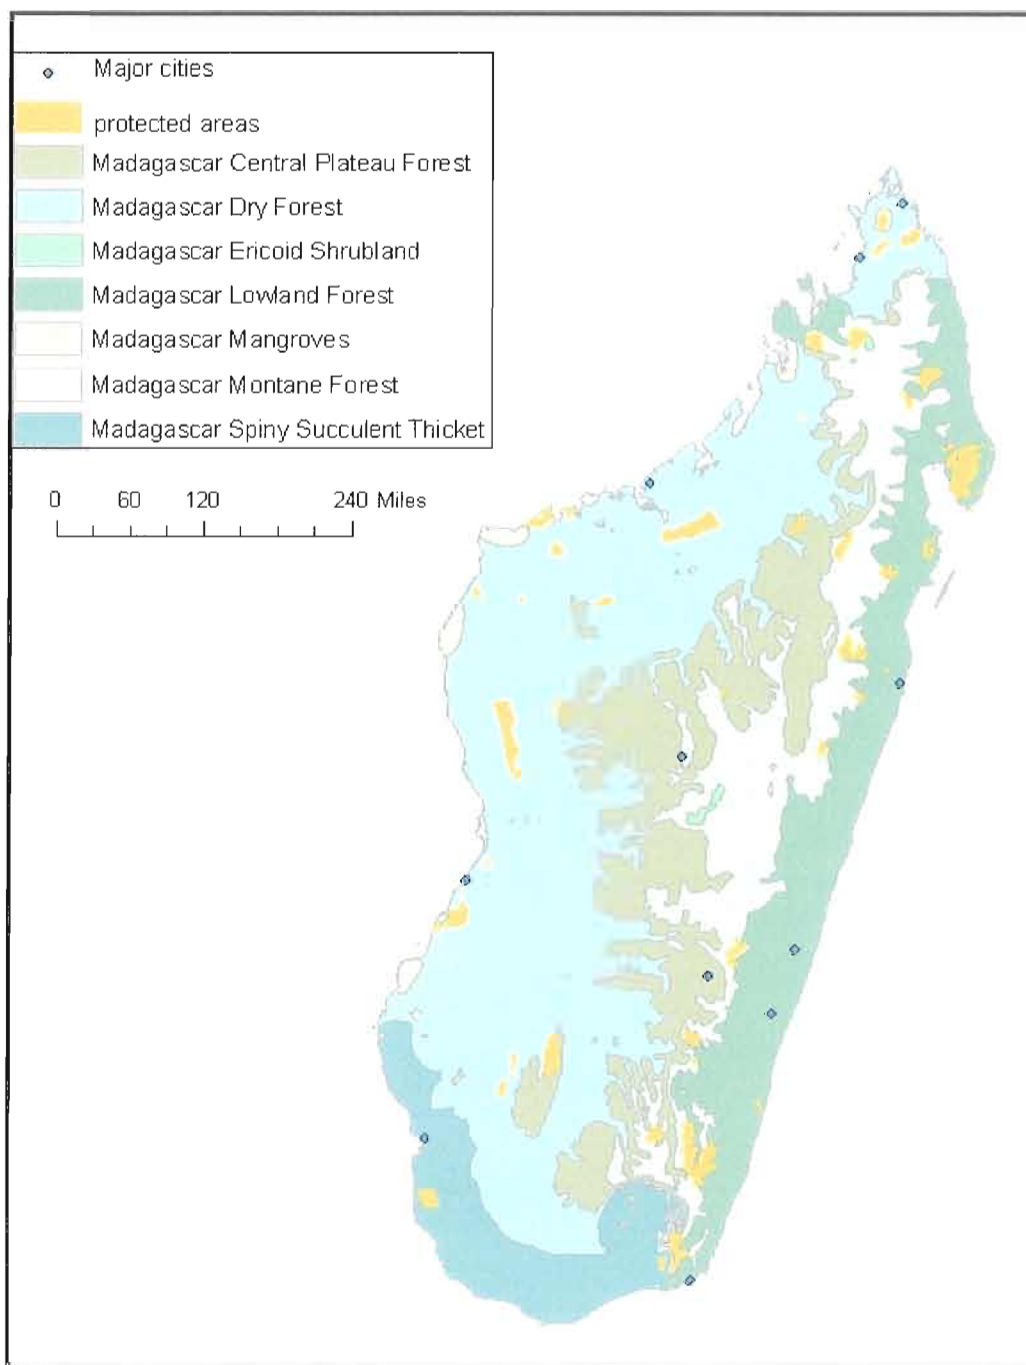 Major cities
protected areas
Madagascar Central Plateau Forest
Madagascar Dry Forest
Madagascar Ericoid Shrubland
Madagascar Lowland Forest
Madagascar Mangroves
Madagascar Montane Forest
Madagascar Spiny Succulent Thicket
0 60 120 240 Miles